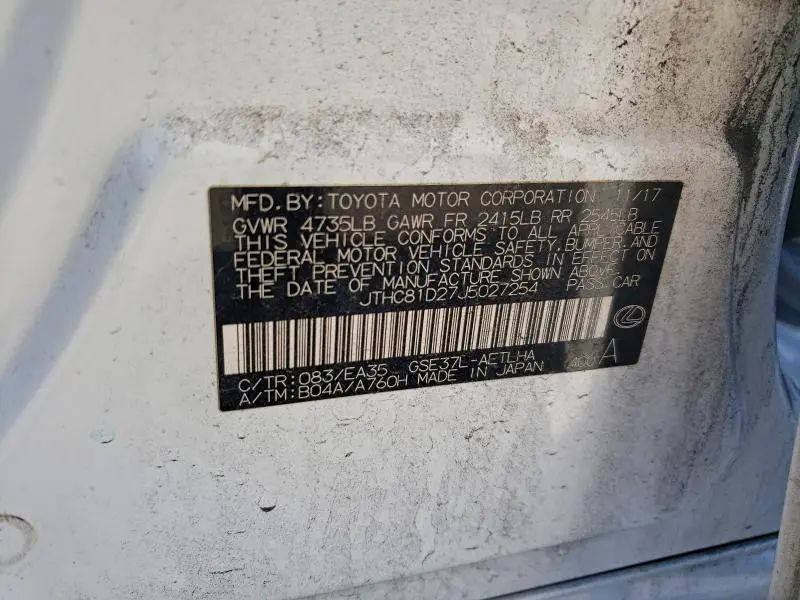 MFD. BY: TOYOTA MOTOR CORPORATION 11/17
GVWR 4735LB GAWR FR 2415LB RR 2545LB
THIS VEHICLE CONFORMS TO ALL APPLICABLE
FEDERAL MOTOR VEHICLE SAFETY, BUMPER, AND
THEFT PREVENTION STANDARDS IN EFFECT ON
THE DATE OF MANUFACTURE SHOWN ABOVE.
JTHC81D27J5027254 PASS. CAR
C/TR: 083/EA35 GSE37L-AETLHA
A/TM: B04A/A760H MADE IN JAPAN A